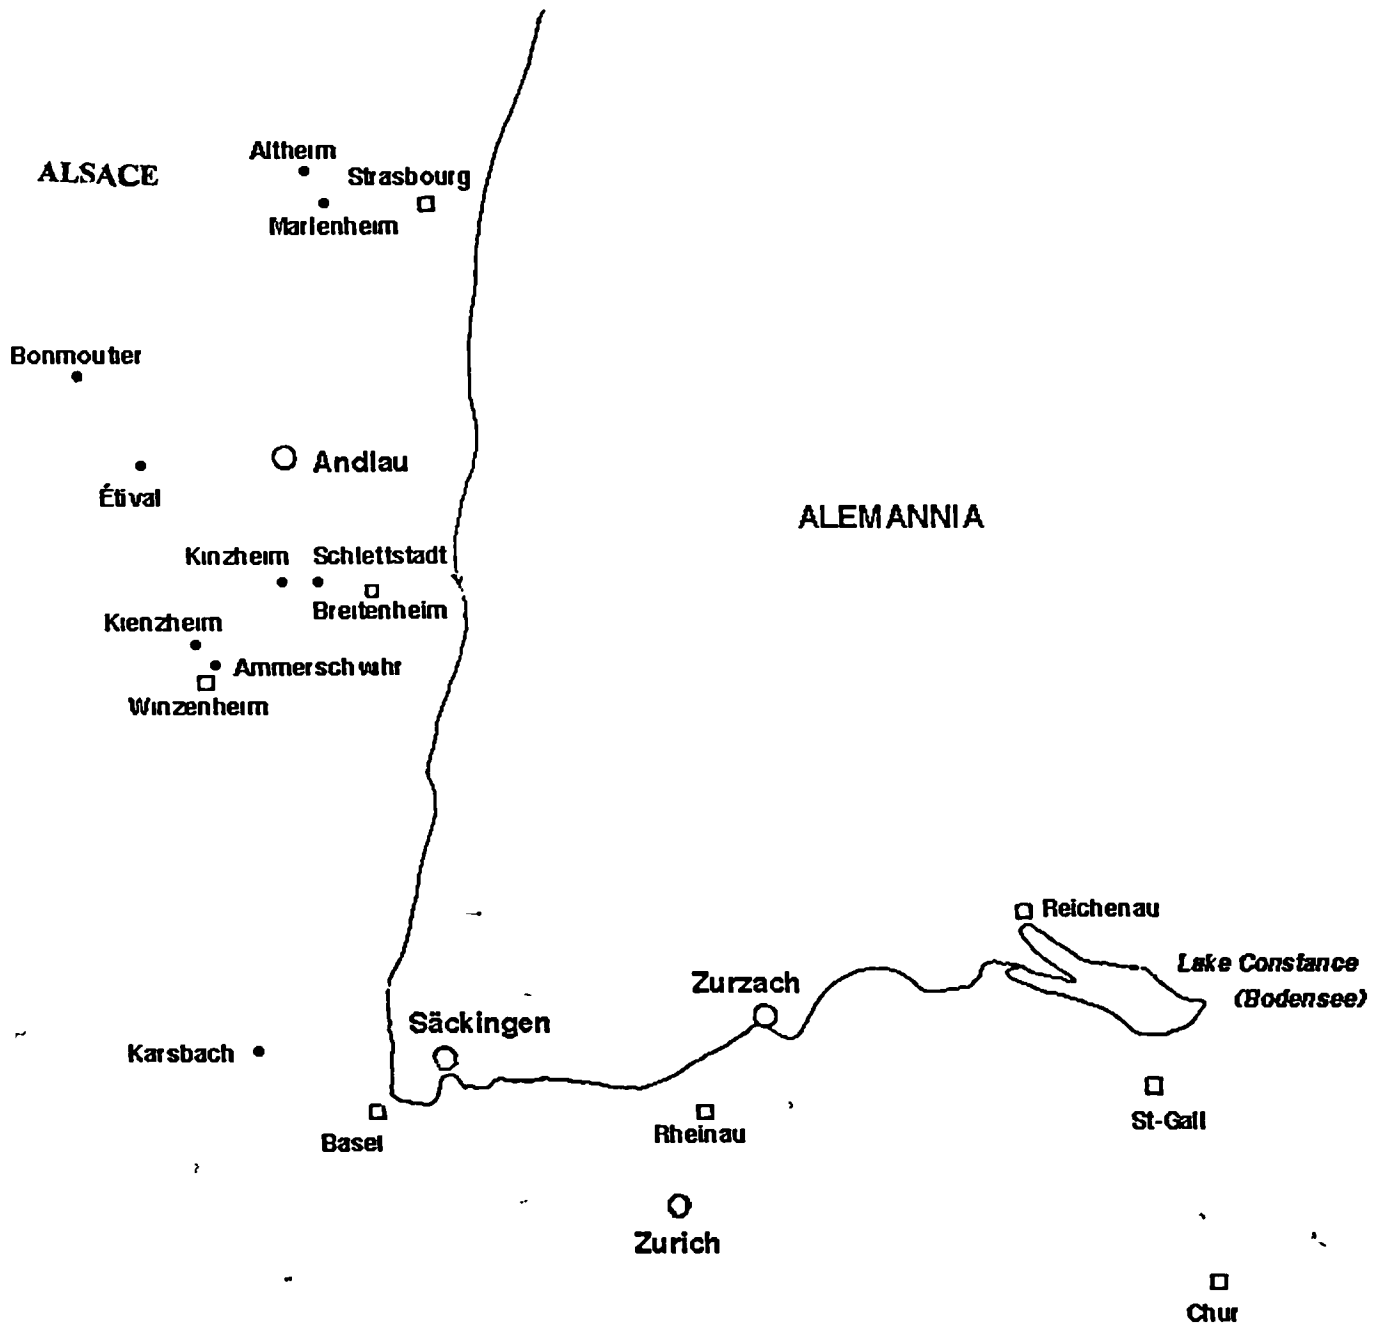 Altheim
ALSACE
Strasbourg
Marlenheim
Bonmoutier
Andlau
Étival
ALEMANNIA
Kinzheim
Schlettstadt
Breitenheim
Kienzheim
Ammerschwihr
Winzenheim
Reichenau
Lake Constance
(Bodensee)
Zurzach
Säckingen
Karsbach
Basel
Rheinau
St-Gall
Zurich
Chur